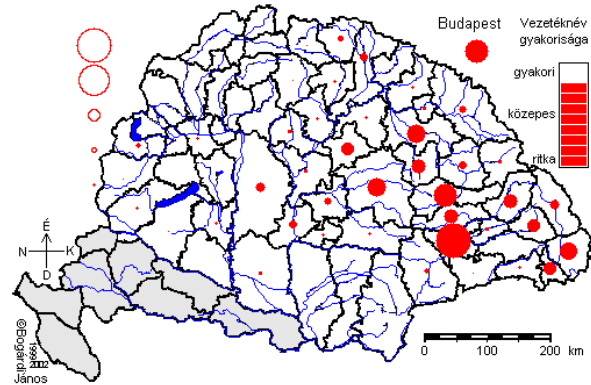 Budapest
Vezetéknév
gyakorisága
gyakori
közepes
ritka
É
N K
D
©Bogárdi
János
1999
2002
0 100 200 km